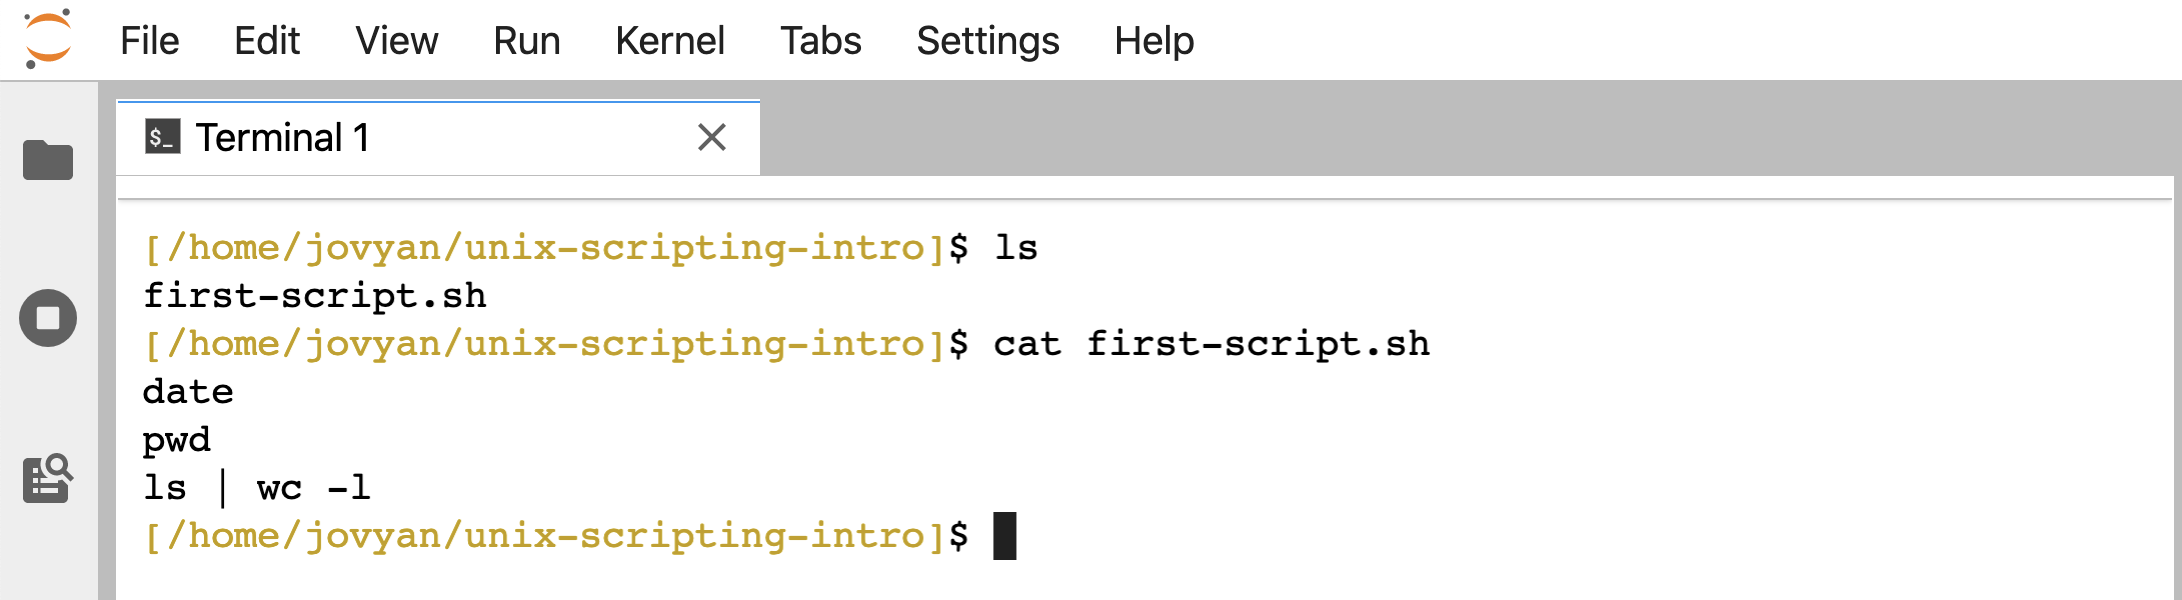 File Edit View Run Kernel Tabs Settings Help
$_ Terminal 1
[/home/jovyan/unix-scripting-intro]$ ls
first-script.sh
[/home/jovyan/unix-scripting-intro]$ cat first-script.sh
date
pwd
ls | wc -l
[/home/jovyan/unix-scripting-intro]$